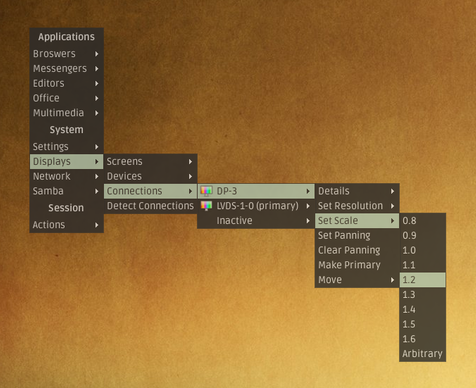 Applications
Broswers
Messengers
Editors
Office
Multimedia
System
Settings
Displays
Network
Samba
Session
Actions
Screens
Devices
Connections
Detect Connections
DP-3
LVDS-1-0 (primary)
Inactive
Details
Set Resolution
Set Scale
Set Panning
Clear Panning
Make Primary
Move
0.8
0.9
1.0
1.1
1.2
1.3
1.4
1.5
1.6
Arbitrary